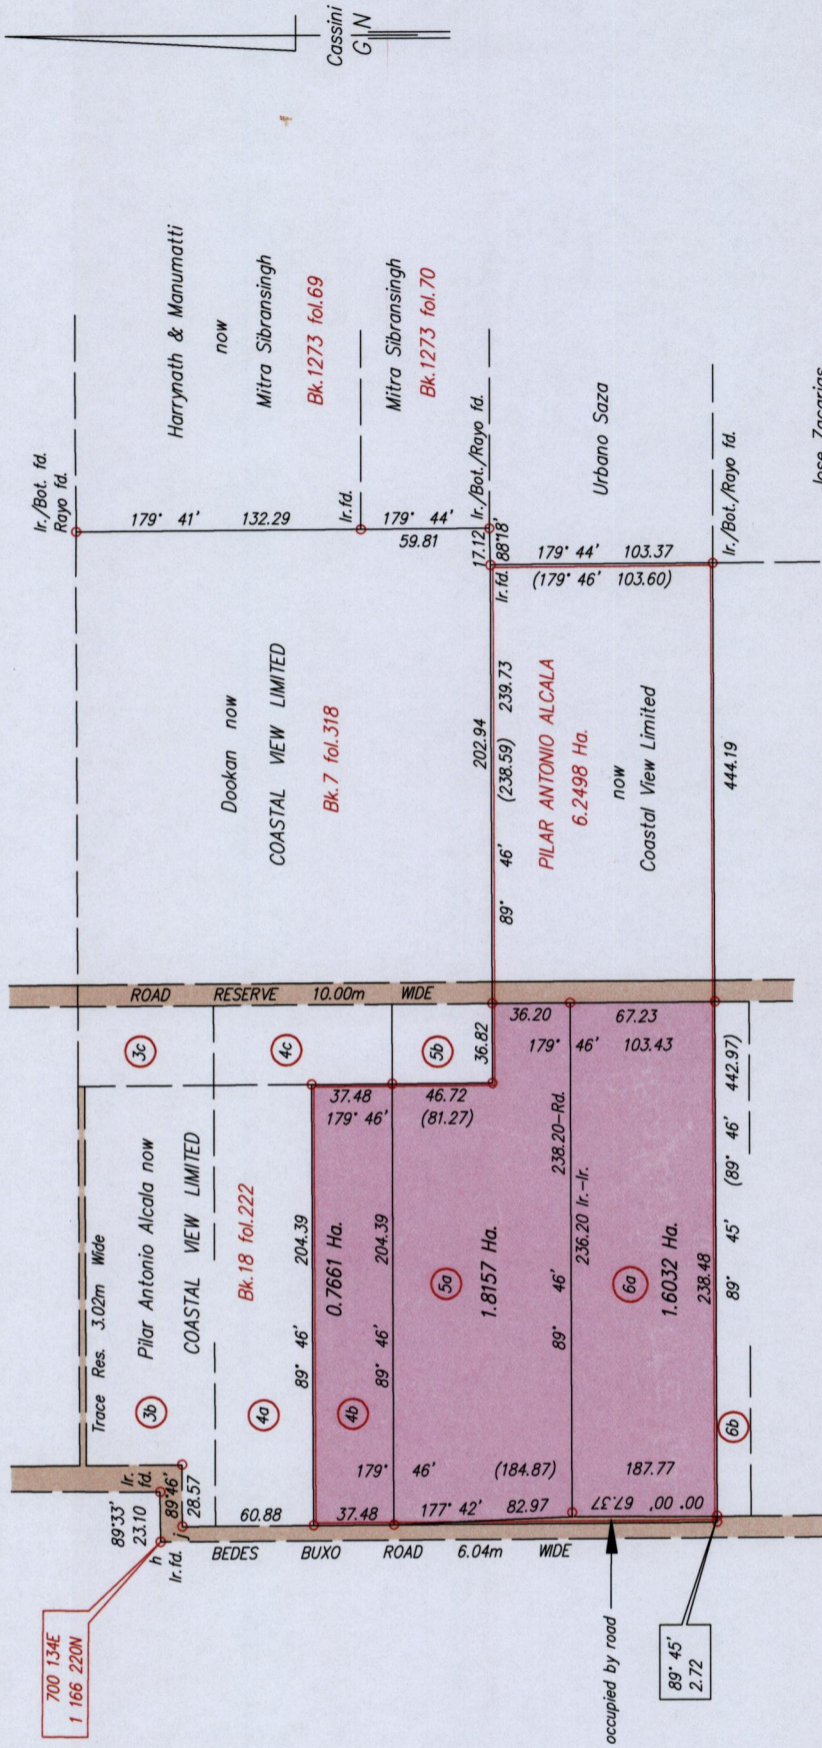 Cassini
G N
Ir./Bot. fd.
Rayo fd.
Harrynath & Manumatti
now
Mitra Sibransingh
Bk.1273 fol.69
Mitra Sibransingh
Bk.1273 fol.70
179° 41' 132.29
Ir.fd.
179° 44'
59.81
Ir./Bot./Rayo fd.
17.12
88°18'
Ir.fd.
Urbano Saza
179° 44' 103.37
(179° 46' 103.60)
Ir./Bot./Rayo fd.
Jose Zacarias
Dookan now
COASTAL VIEW LIMITED
Bk.7 fol.318
202.94
89° 46' (238.59) 239.73
PILAR ANTONIO ALCALA
6.2498 Ha.
now
Coastal View Limited
444.19
ROAD RESERVE 10.00m WIDE
3c
4c
5b
36.82
36.20
67.23
179° 46' 103.43
37.48
46.72
179° 46' (81.27)
Trace Res. 3.02m Wide
3b
Pilar Antonio Alcala now
COASTAL VIEW LIMITED
Bk.18 fol.222
4a
89° 46' 204.39
4b
0.7661 Ha.
89° 46' 204.39
5a
1.8157 Ha.
238.20-Rd.
89° 46' 236.20 Ir.-Ir.
6a
1.6032 Ha.
238.48
89° 45' (89° 46' 442.97)
6b
179° 46' (184.87) 187.77
60.88
37.48
177° 42' 82.97
67.37
00' 00"
Ir.
fd.
89°46'
28.57
89°33'
23.10
h
j
Ir.fd.
BEDES BUXO ROAD 6.04m WIDE
700 134E
1 166 220N
occupied by road
89° 45'
2.72